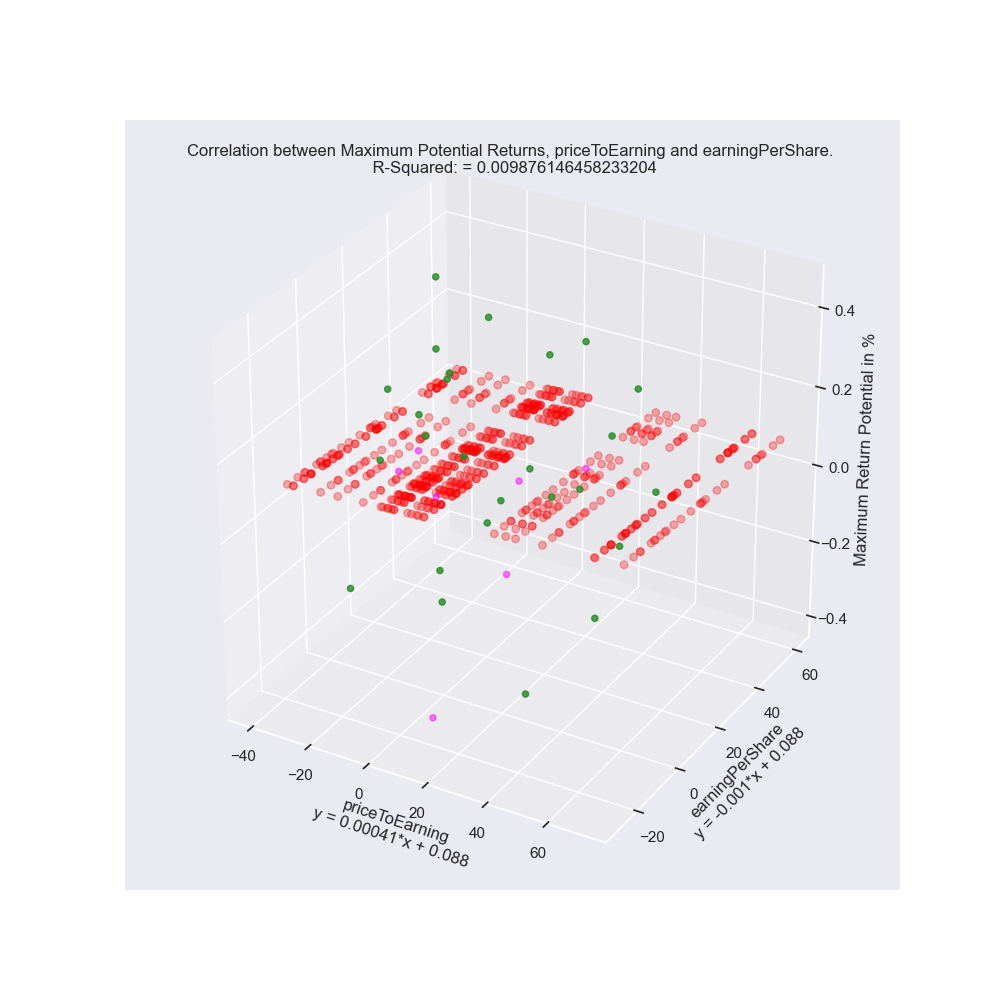 Correlation between Maximum Potential Returns, priceToEarning and earningPerShare.
R-Squared: = 0.009876146458233204
0.4
0.2
0.0
−0.2
−0.4
Maximum Return Potential in %
60
40
20
0
−20
earningPerShare
y = -0.001*x + 0.088
−40
−20
0
20
40
60
priceToEarning
y = 0.00041*x + 0.088